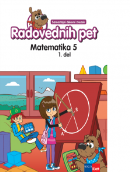 Radovednih pet
Matematika 5
1. del